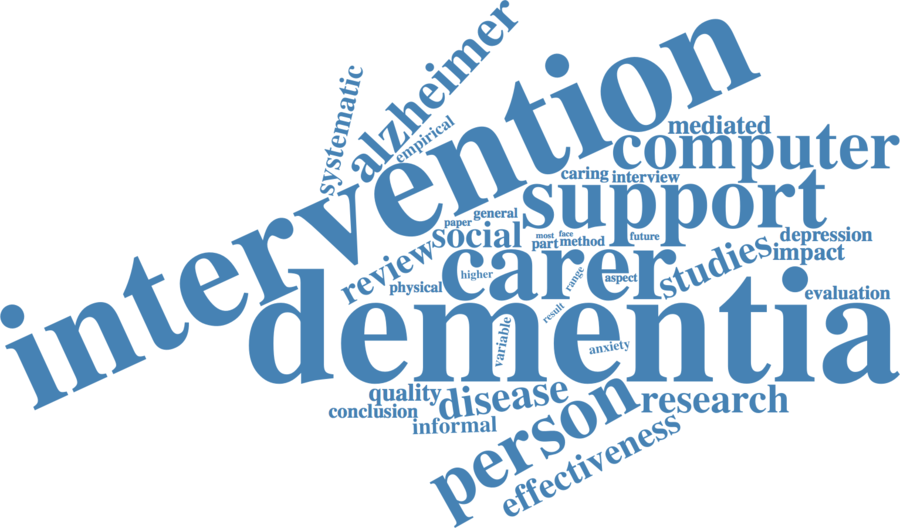 systematic
alzheimer
empirical
intervention
mediated
computer
caring
interview
support
general
paper
social
most
face
part
method
future
depression
review
carer
studies
impact
physical
higher
range
aspect
evaluation
dementia
result
variable
anxiety
quality
disease
person
research
conclusion
informal
effectiveness